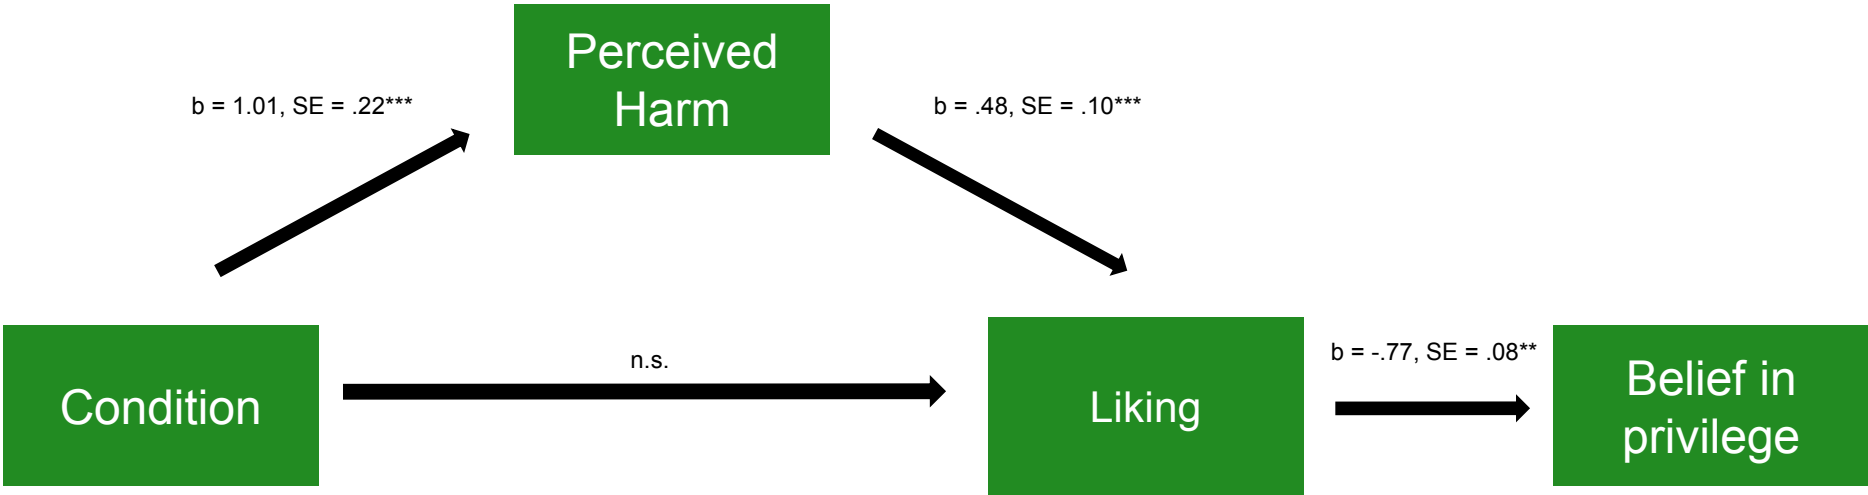 Perceived
Harm
b = 1.01, SE = .22***
b = .48, SE = .10***
n.s.
b = -.77, SE = .08**
Condition
Liking
Belief in
privilege